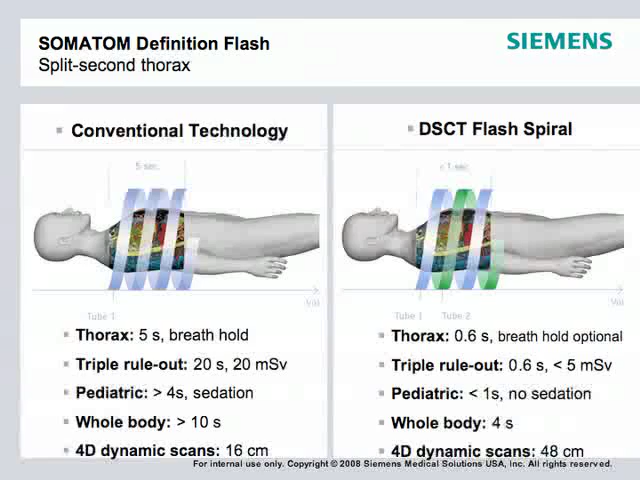 SOMATOM Definition Flash
Split-second thorax
SIEMENS
Conventional Technology
5 sec.
Tube 1
Thorax: 5 s, breath hold
Triple rule-out: 20 s, 20 mSv
Pediatric: > 4s, sedation
Whole body: > 10 s
4D dynamic scans: 16 cm
DSCT Flash Spiral
< 1 sec.
Tube 1 Tube 2
Thorax: 0.6 s, breath hold optional
Triple rule-out: 0.6 s, < 5 mSv
Pediatric: < 1s, no sedation
Whole body: 4 s
4D dynamic scans: 48 cm
For internal use only. Copyright © 2008 Siemens Medical Solutions USA, Inc. All rights reserved.